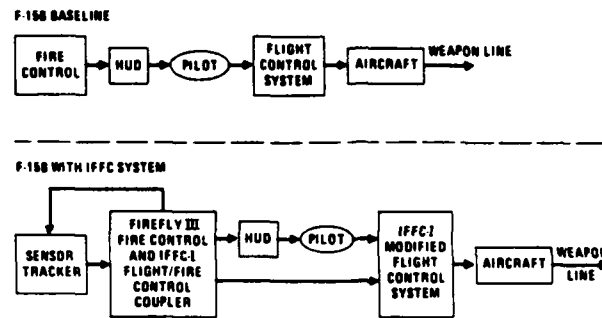 F-15B BASELINE
FIRE
CONTROL
HUD
PILOT
FLIGHT
CONTROL
SYSTEM
AIRCRAFT
WEAPON LINE
F-15B WITH IFFC SYSTEM
SENSOR
TRACKER
FIREFLY III
FIRE CONTROL
AND IFFC-I
FLIGHT/FIRE
CONTROL
COUPLER
HUD
PILOT
IFFC-I
MODIFIED
FLIGHT
CONTROL
SYSTEM
AIRCRAFT
WEAPON
LINE